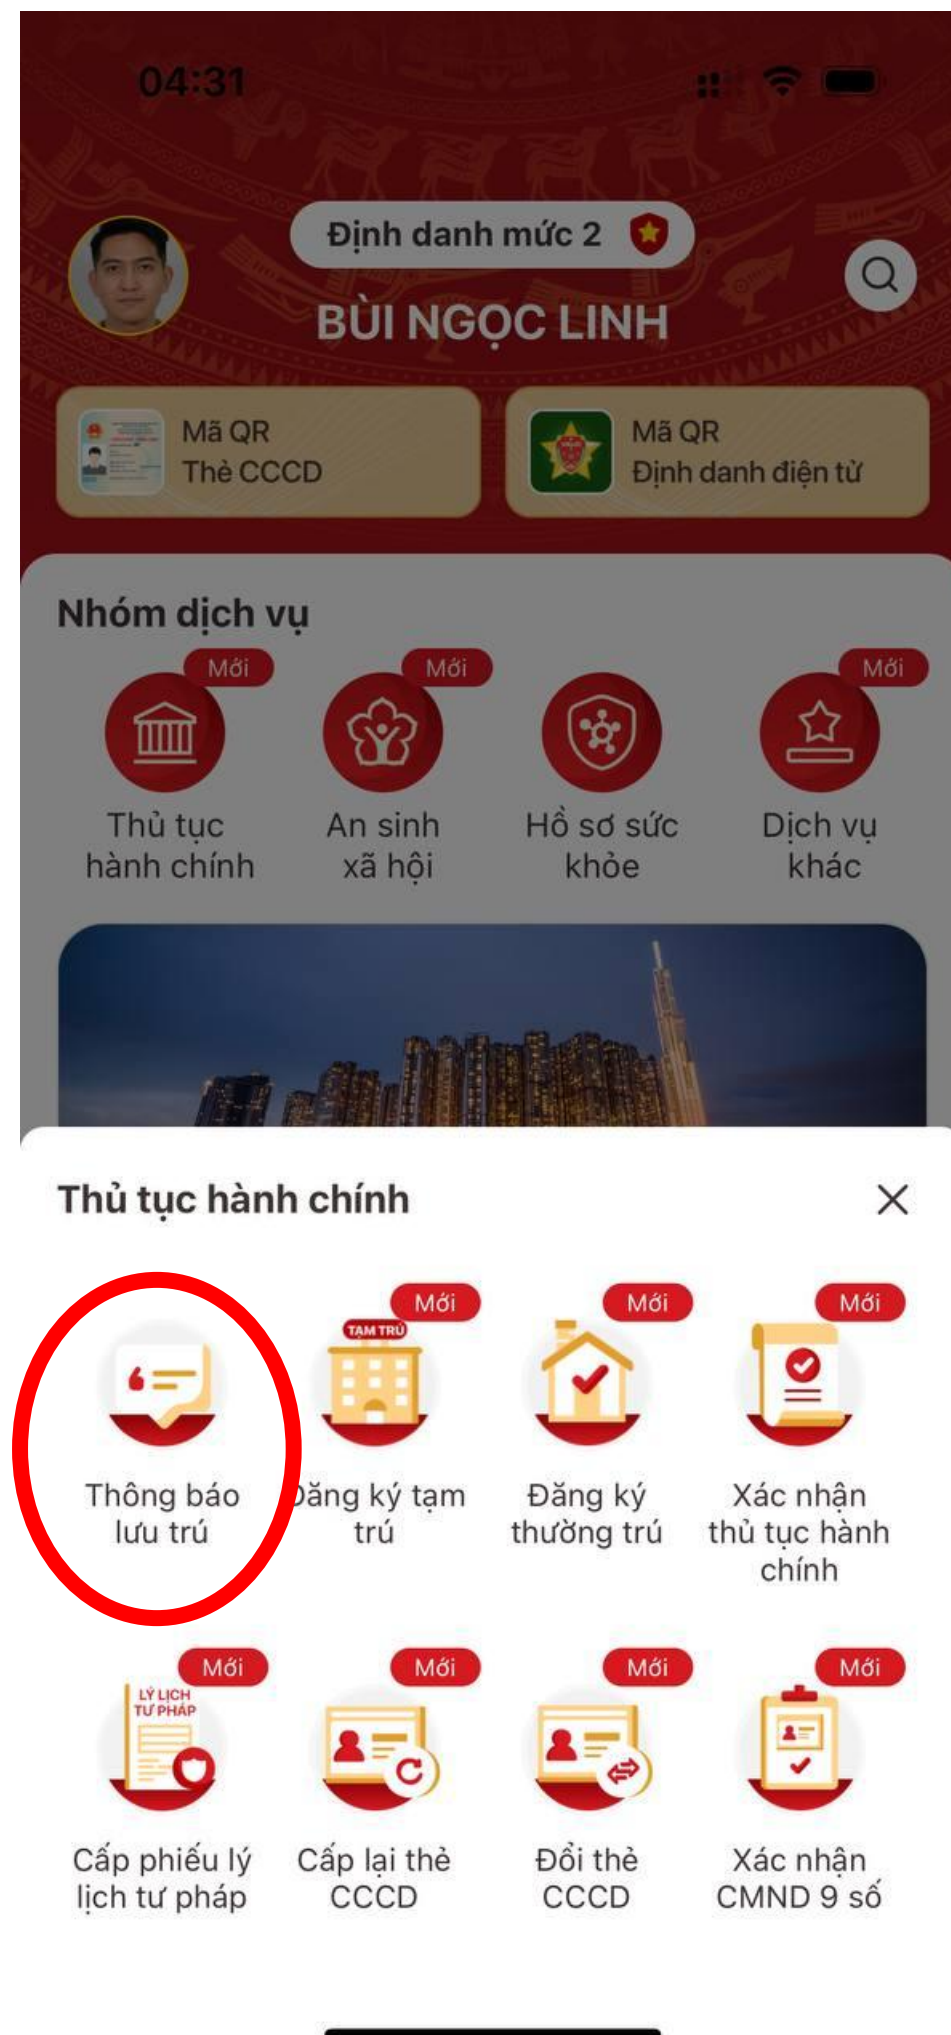 04:31
Định danh mức 2
BÙI NGỌC LINH
Mã QR
Thẻ CCCD
Mã QR
Định danh điện tử
Nhóm dịch vụ
Mới
Mới
Mới
Thủ tục
hành chính
An sinh
xã hội
Hồ sơ sức
khỏe
Dịch vụ
khác
Thủ tục hành chính
Mới
Mới
Mới
TẠM TRÚ
Thông báo
lưu trú
Đăng ký tạm
trú
Đăng ký
thường trú
Xác nhận
thủ tục hành
chính
Mới
Mới
Mới
Mới
LÝ LỊCH
TƯ PHÁP
Cấp phiếu lý
lịch tư pháp
Cấp lại thẻ
CCCD
Đổi thẻ
CCCD
Xác nhận
CMND 9 số